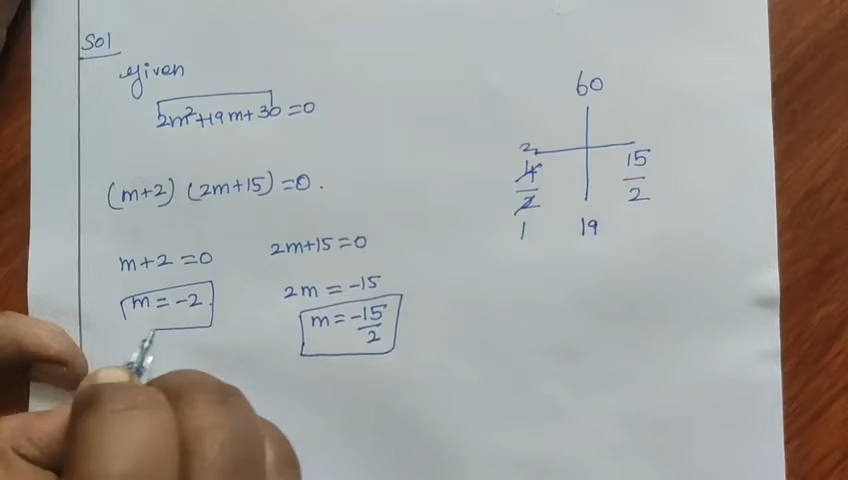 Sol
given
2m²+19m+30=0
(m+2) (2m+15)=0.
m+2=0
m=-2.
2m+15=0
2m=-15
m=-15/2
60
2
4/2
1
15/2
19